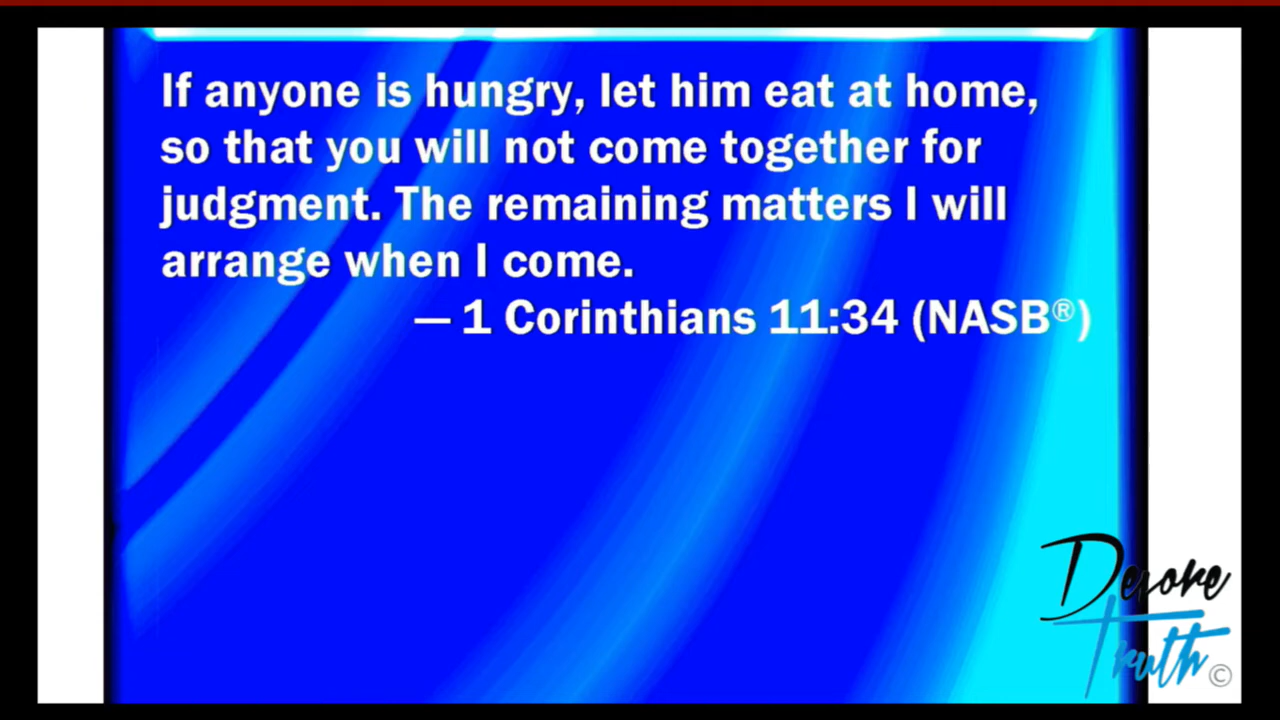 If anyone is hungry, let him eat at home,
so that you will not come together for
judgment. The remaining matters I will
arrange when I come.
— 1 Corinthians 11:34 (NASB®)
Desire
Truth ©